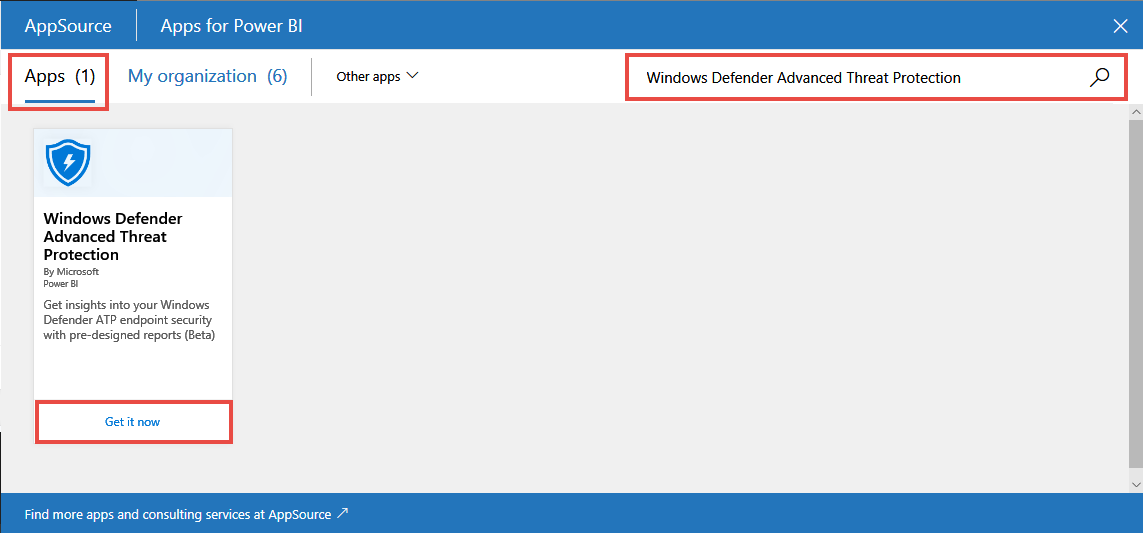 AppSource
Apps for Power BI
Apps (1)
My organization (6)
Other apps
Windows Defender Advanced Threat Protection
Windows Defender
Advanced Threat
Protection
By Microsoft
Power BI
Get insights into your Windows
Defender ATP endpoint security
with pre-designed reports (Beta)
Get it now
Find more apps and consulting services at AppSource